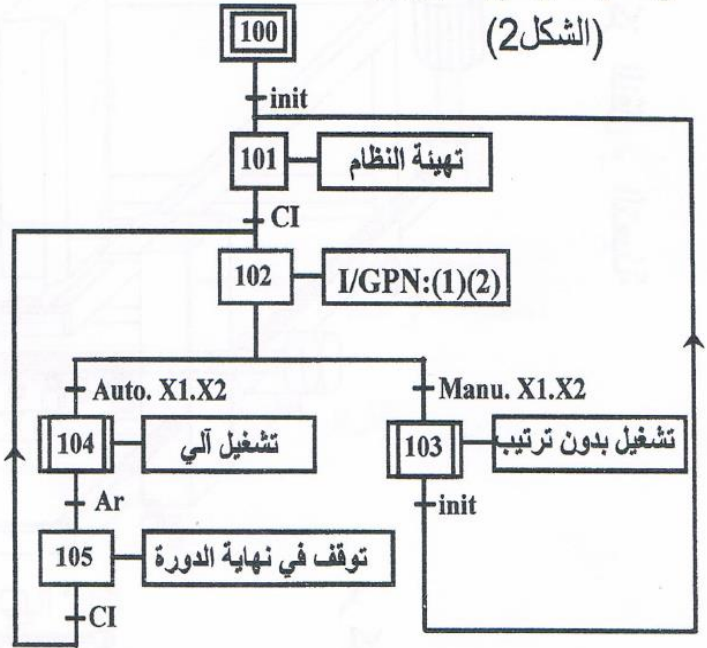 (الشكل2)
100
init
101 تهيئة النظام
CI
102 I/GPN:(1)(2)
Auto. X1.X2 Manu. X1.X2
104 تشغيل آلي 103 تشغيل بدون ترتيب
Ar init
105 توقف في نهاية الدورة
CI